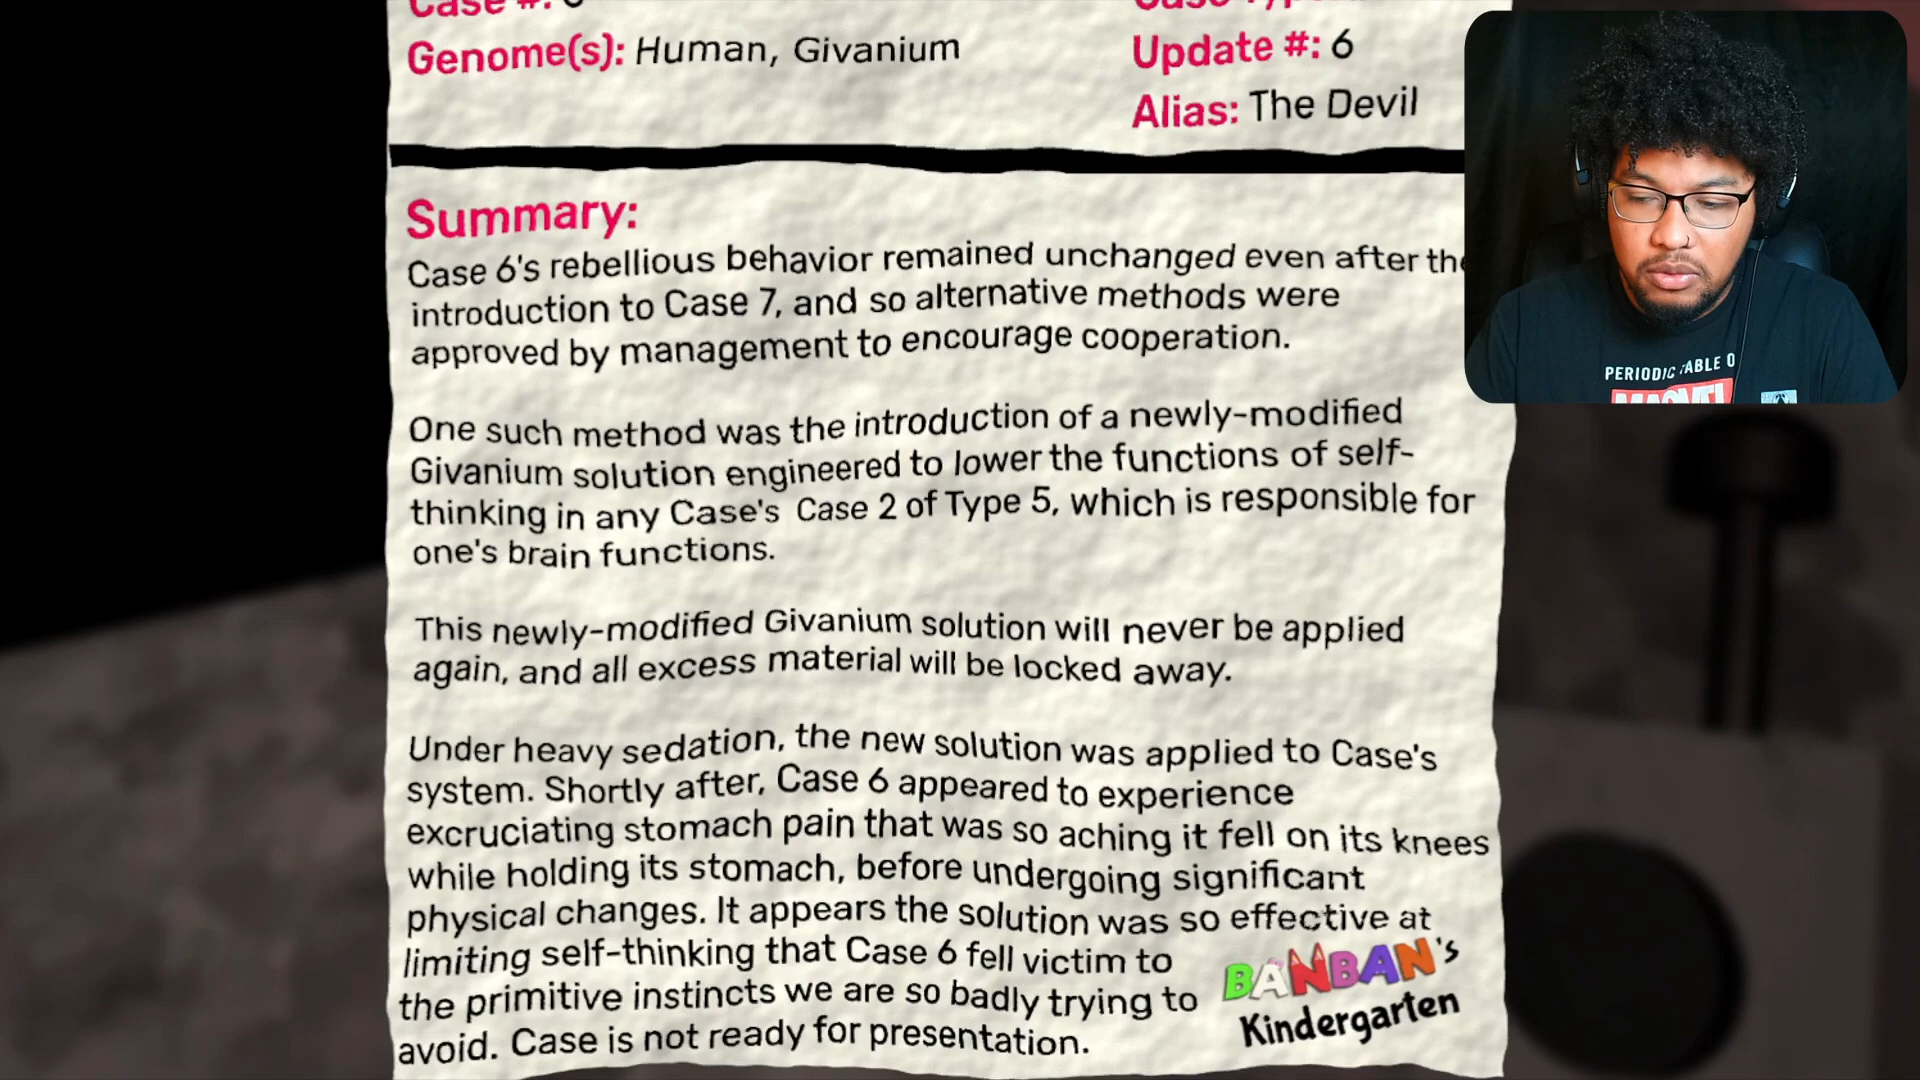 Case #: 6
Genome(s): Human, Givanium
Update #: 6
Alias: The Devil
Summary:
Case 6's rebellious behavior remained unchanged even after the
introduction to Case 7, and so alternative methods were
approved by management to encourage cooperation.
One such method was the introduction of a newly-modified
Givanium solution engineered to lower the functions of self-
thinking in any Case's Case 2 of Type 5, which is responsible for
one's brain functions.
This newly-modified Givanium solution will never be applied
again, and all excess material will be locked away.
Under heavy sedation, the new solution was applied to Case's
system. Shortly after, Case 6 appeared to experience
excruciating stomach pain that was so aching it fell on its knees
while holding its stomach, before undergoing significant
physical changes. It appears the solution was so effective at
limiting self-thinking that Case 6 fell victim to
the primitive instincts we are so badly trying to
avoid. Case is not ready for presentation.
BANBAN's
Kindergarten
PERIODIC TABLE O
MARVEL